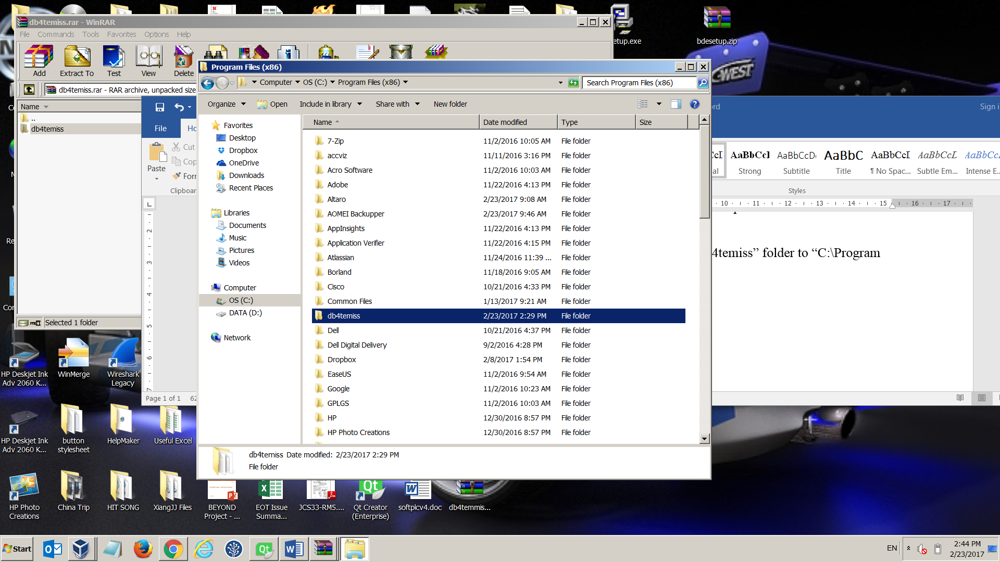 db4temiss.rar - WinRAR
File Commands Tools Favorites Options Help
Add Extract To Test View Delete
db4temiss.rar - RAR archive, unpacked size
Name
..
db4temiss
Selected 1 folder
etup.exe
bdesetup.zip
CWEST
Program Files (x86)
Computer OS (C:) Program Files (x86)
Search Program Files (x86)
Organize Open Include in library Share with New folder
Favorites
Desktop
Dropbox
OneDrive
Downloads
Recent Places
Libraries
Documents
Music
Pictures
Videos
Computer
OS (C:)
DATA (D:)
Network
Name Date modified Type Size
7-Zip 11/2/2016 10:05 AM File folder
accviz 11/11/2016 3:16 PM File folder
Acro Software 11/2/2016 10:03 AM File folder
Adobe 11/22/2016 4:13 PM File folder
Altaro 2/23/2017 9:08 AM File folder
AOMEI Backupper 2/23/2017 9:46 AM File folder
AppInsights 11/22/2016 4:13 PM File folder
Application Verifier 11/22/2016 4:15 PM File folder
Atlassian 11/24/2016 11:39 ... File folder
Borland 11/18/2016 9:05 AM File folder
Cisco 10/21/2016 4:33 PM File folder
Common Files 1/13/2017 9:21 AM File folder
db4temiss 2/23/2017 2:29 PM File folder
Dell 10/21/2016 4:37 PM File folder
Dell Digital Delivery 9/2/2016 4:28 PM File folder
Dropbox 2/8/2017 1:54 PM File folder
EaseUS 11/2/2016 9:54 AM File folder
Google 11/2/2016 10:23 AM File folder
GPLGS 11/2/2016 10:03 AM File folder
HP 12/30/2016 8:57 PM File folder
HP Photo Creations 12/30/2016 8:57 PM File folder
db4temiss Date modified: 2/23/2017 2:29 PM
File folder
File Ho
Cut
Cop
Forr
Paste
Clipboar
L
2
3
4
5
6
7
Page 1 of 1 62
rd
Sign i
AaBbCcI AaBbCcD AaBbC AaBbCcI AaBbCcL AaBbCc
al Strong Subtitle Title ¶ No Spac... Subtle Em... Intense E...
Styles
10 11 12 13 14 15 16 17
4temiss” folder to “C:\Program
HP Deskjet Ink
Adv 2060 K...
WinMerge
Wireshark
Legacy
HP Deskjet Ink
Adv 2060 K...
button
stylesheet
HelpMaker
Useful Excel
HP Photo
Creations
China Trip
HIT SONG
XiangJJ Files
BEYOND
Project - ...
EOT Issue
Summa...
JCS33-RM5....
Qt Creator
(Enterprise)
softplcv4.doc
db4temmis...
Start
EN
2:44 PM
2/23/2017